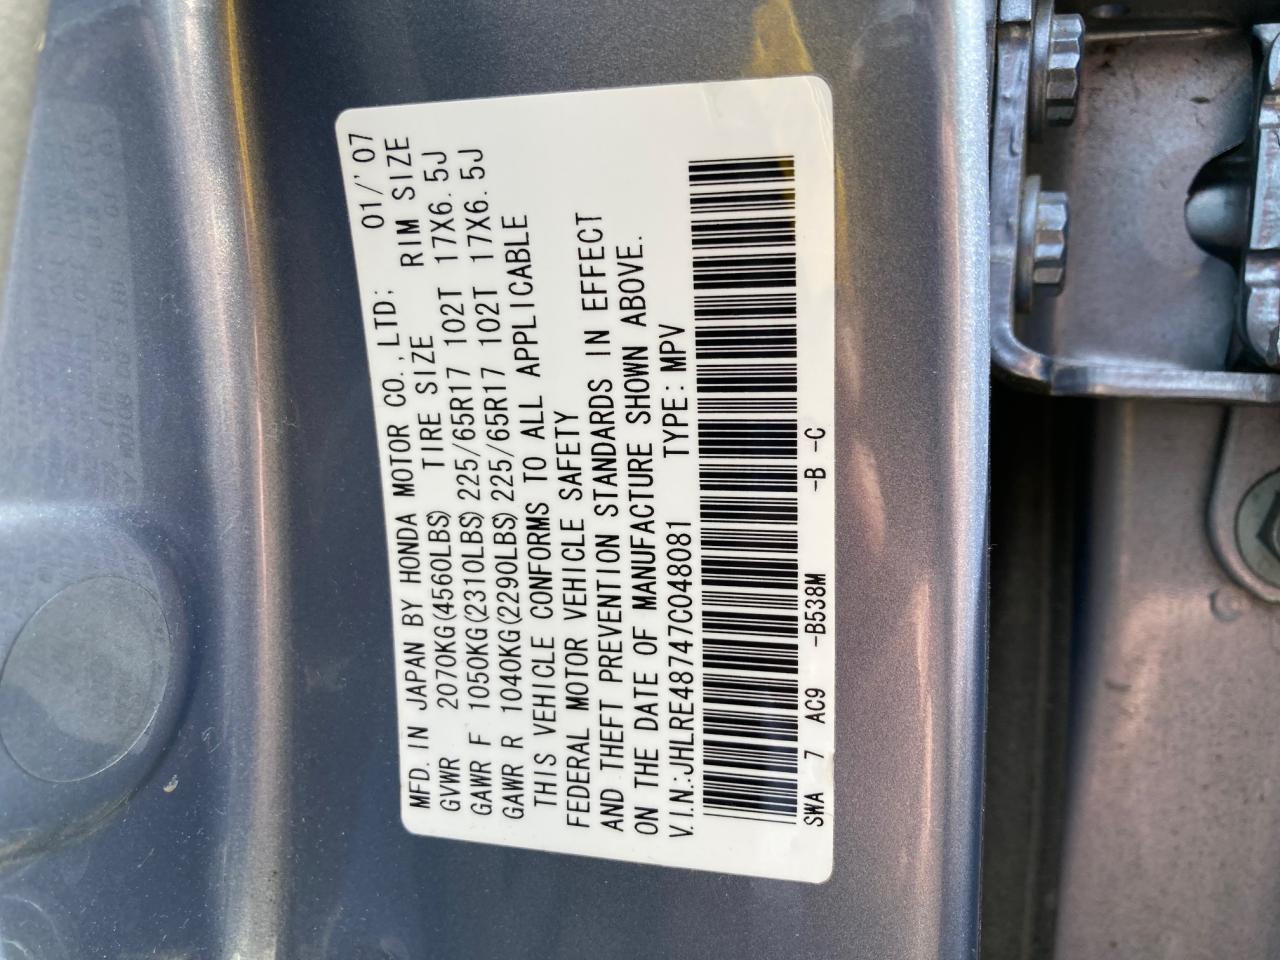 MFD. IN JAPAN BY HONDA MOTOR CO.,LTD; 01/'07
GVWR 2070KG(4560LBS) TIRE SIZE RIM SIZE
GAWR F 1050KG(2310LBS)225/65R17 102T 17X6.5J
GAWR R 1040KG(2290LBS)225/65R17 102T 17X6.5J
THIS VEHICLE CONFORMS TO ALL APPLICABLE
FEDERAL MOTOR VEHICLE SAFETY
AND THEFT PREVENTION STANDARDS IN EFFECT
ON THE DATE OF MANUFACTURE SHOWN ABOVE.
V.I.N.:JHLRE48747C048081 TYPE:MPV
SWA 7 AC9 -B538M -B -C